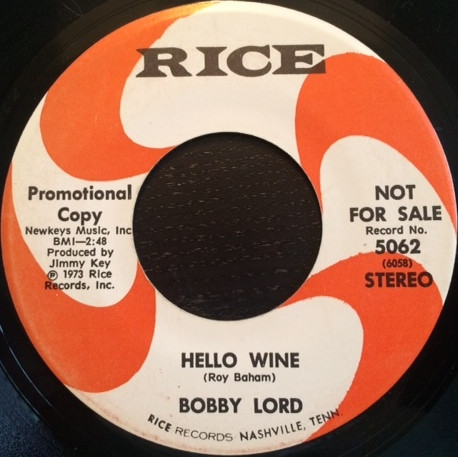 RICE
Promotional
Copy
Newkeys Music, Inc
BMI—2:48
Produced by
Jimmy Key
Ⓟ 1973 Rice
Records, Inc.
NOT
FOR SALE
Record No.
5062
(6058)
STEREO
HELLO WINE
(Roy Baham)
BOBBY LORD
RICE RECORDS NASHVILLE, TENN.